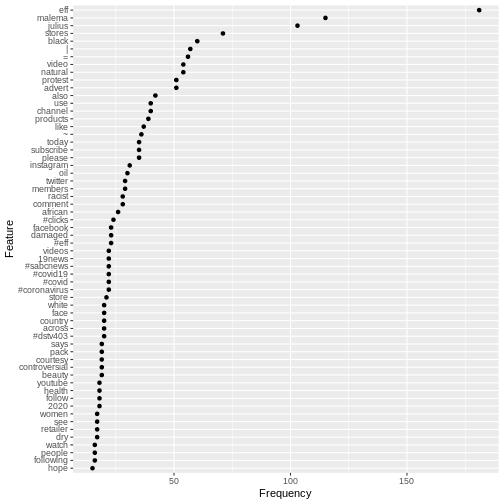 eff
malema
julius
stores
black
|
=
video
natural
protest
advert
also
use
channel
products
like
~
today
subscribe
please
instagram
oil
twitter
members
racist
comment
african
#clicks
facebook
damaged
#eff
videos
19news
#sabcnews
#covid19
#covid
#coronavirus
store
white
face
country
across
#dstv403
says
pack
courtesy
controversial
beauty
youtube
health
follow
2020
women
see
retailer
dry
watch
people
following
hope
Feature
50 100 150
Frequency